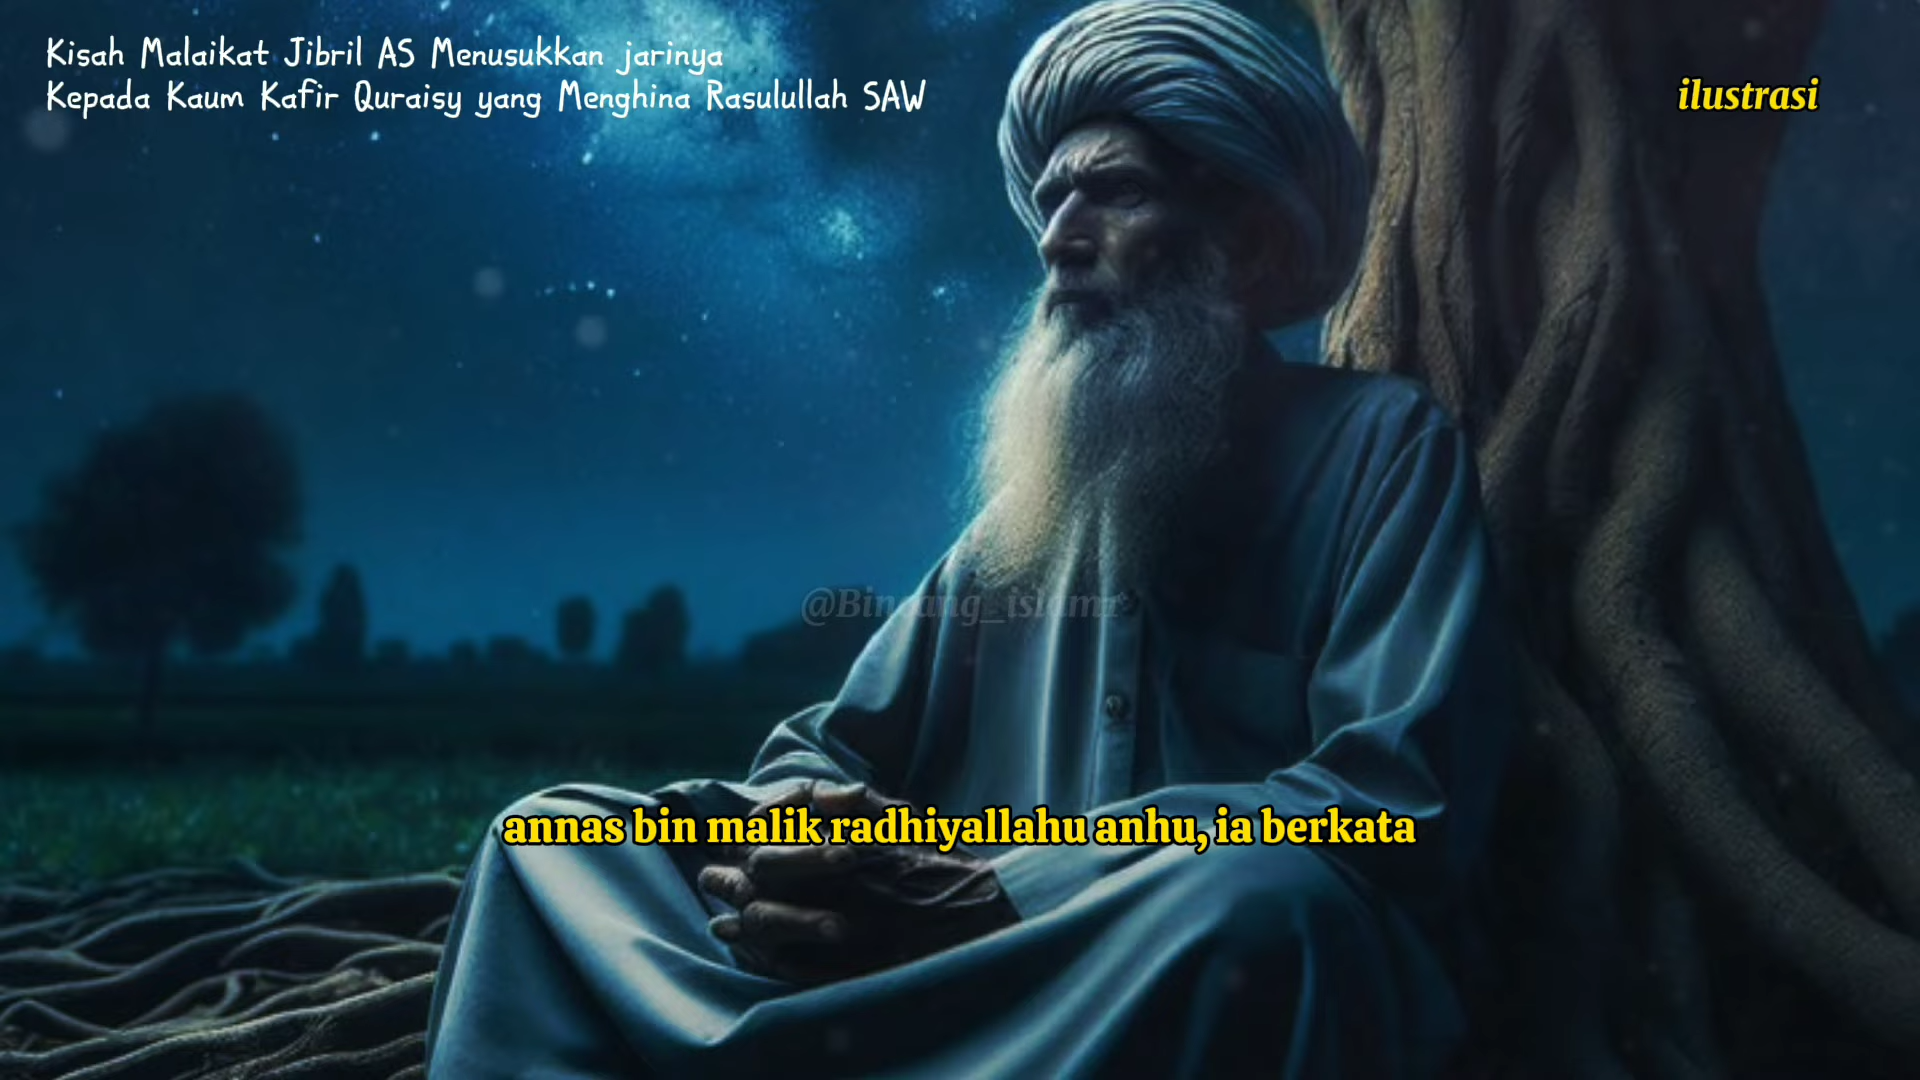 Kisah Malaikat Jibril AS Menusukkan jarinya
Kepada Kaum Kafir Quraisy yang Menghina Rasulullah SAW
ilustrasi
annas bin malik radhiyallahu anhu, ia berkata